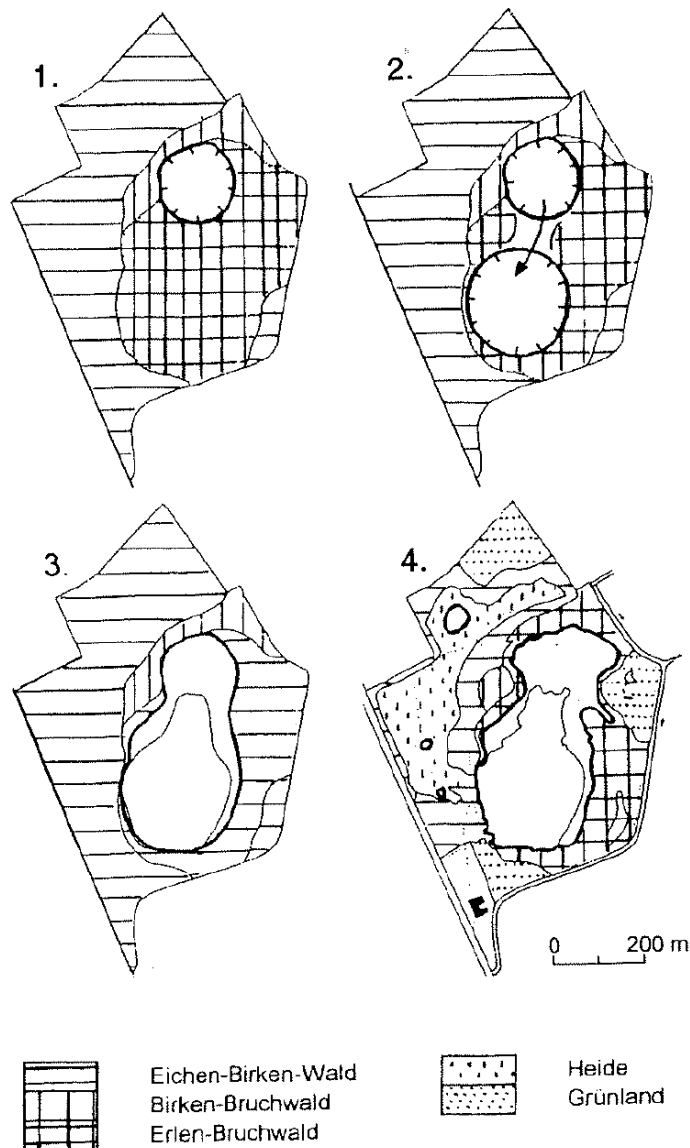 1.
2.
3.
4.
0 200 m
Eichen-Birken-Wald
Birken-Bruchwald
Erlen-Bruchwald
Heide
Grünland